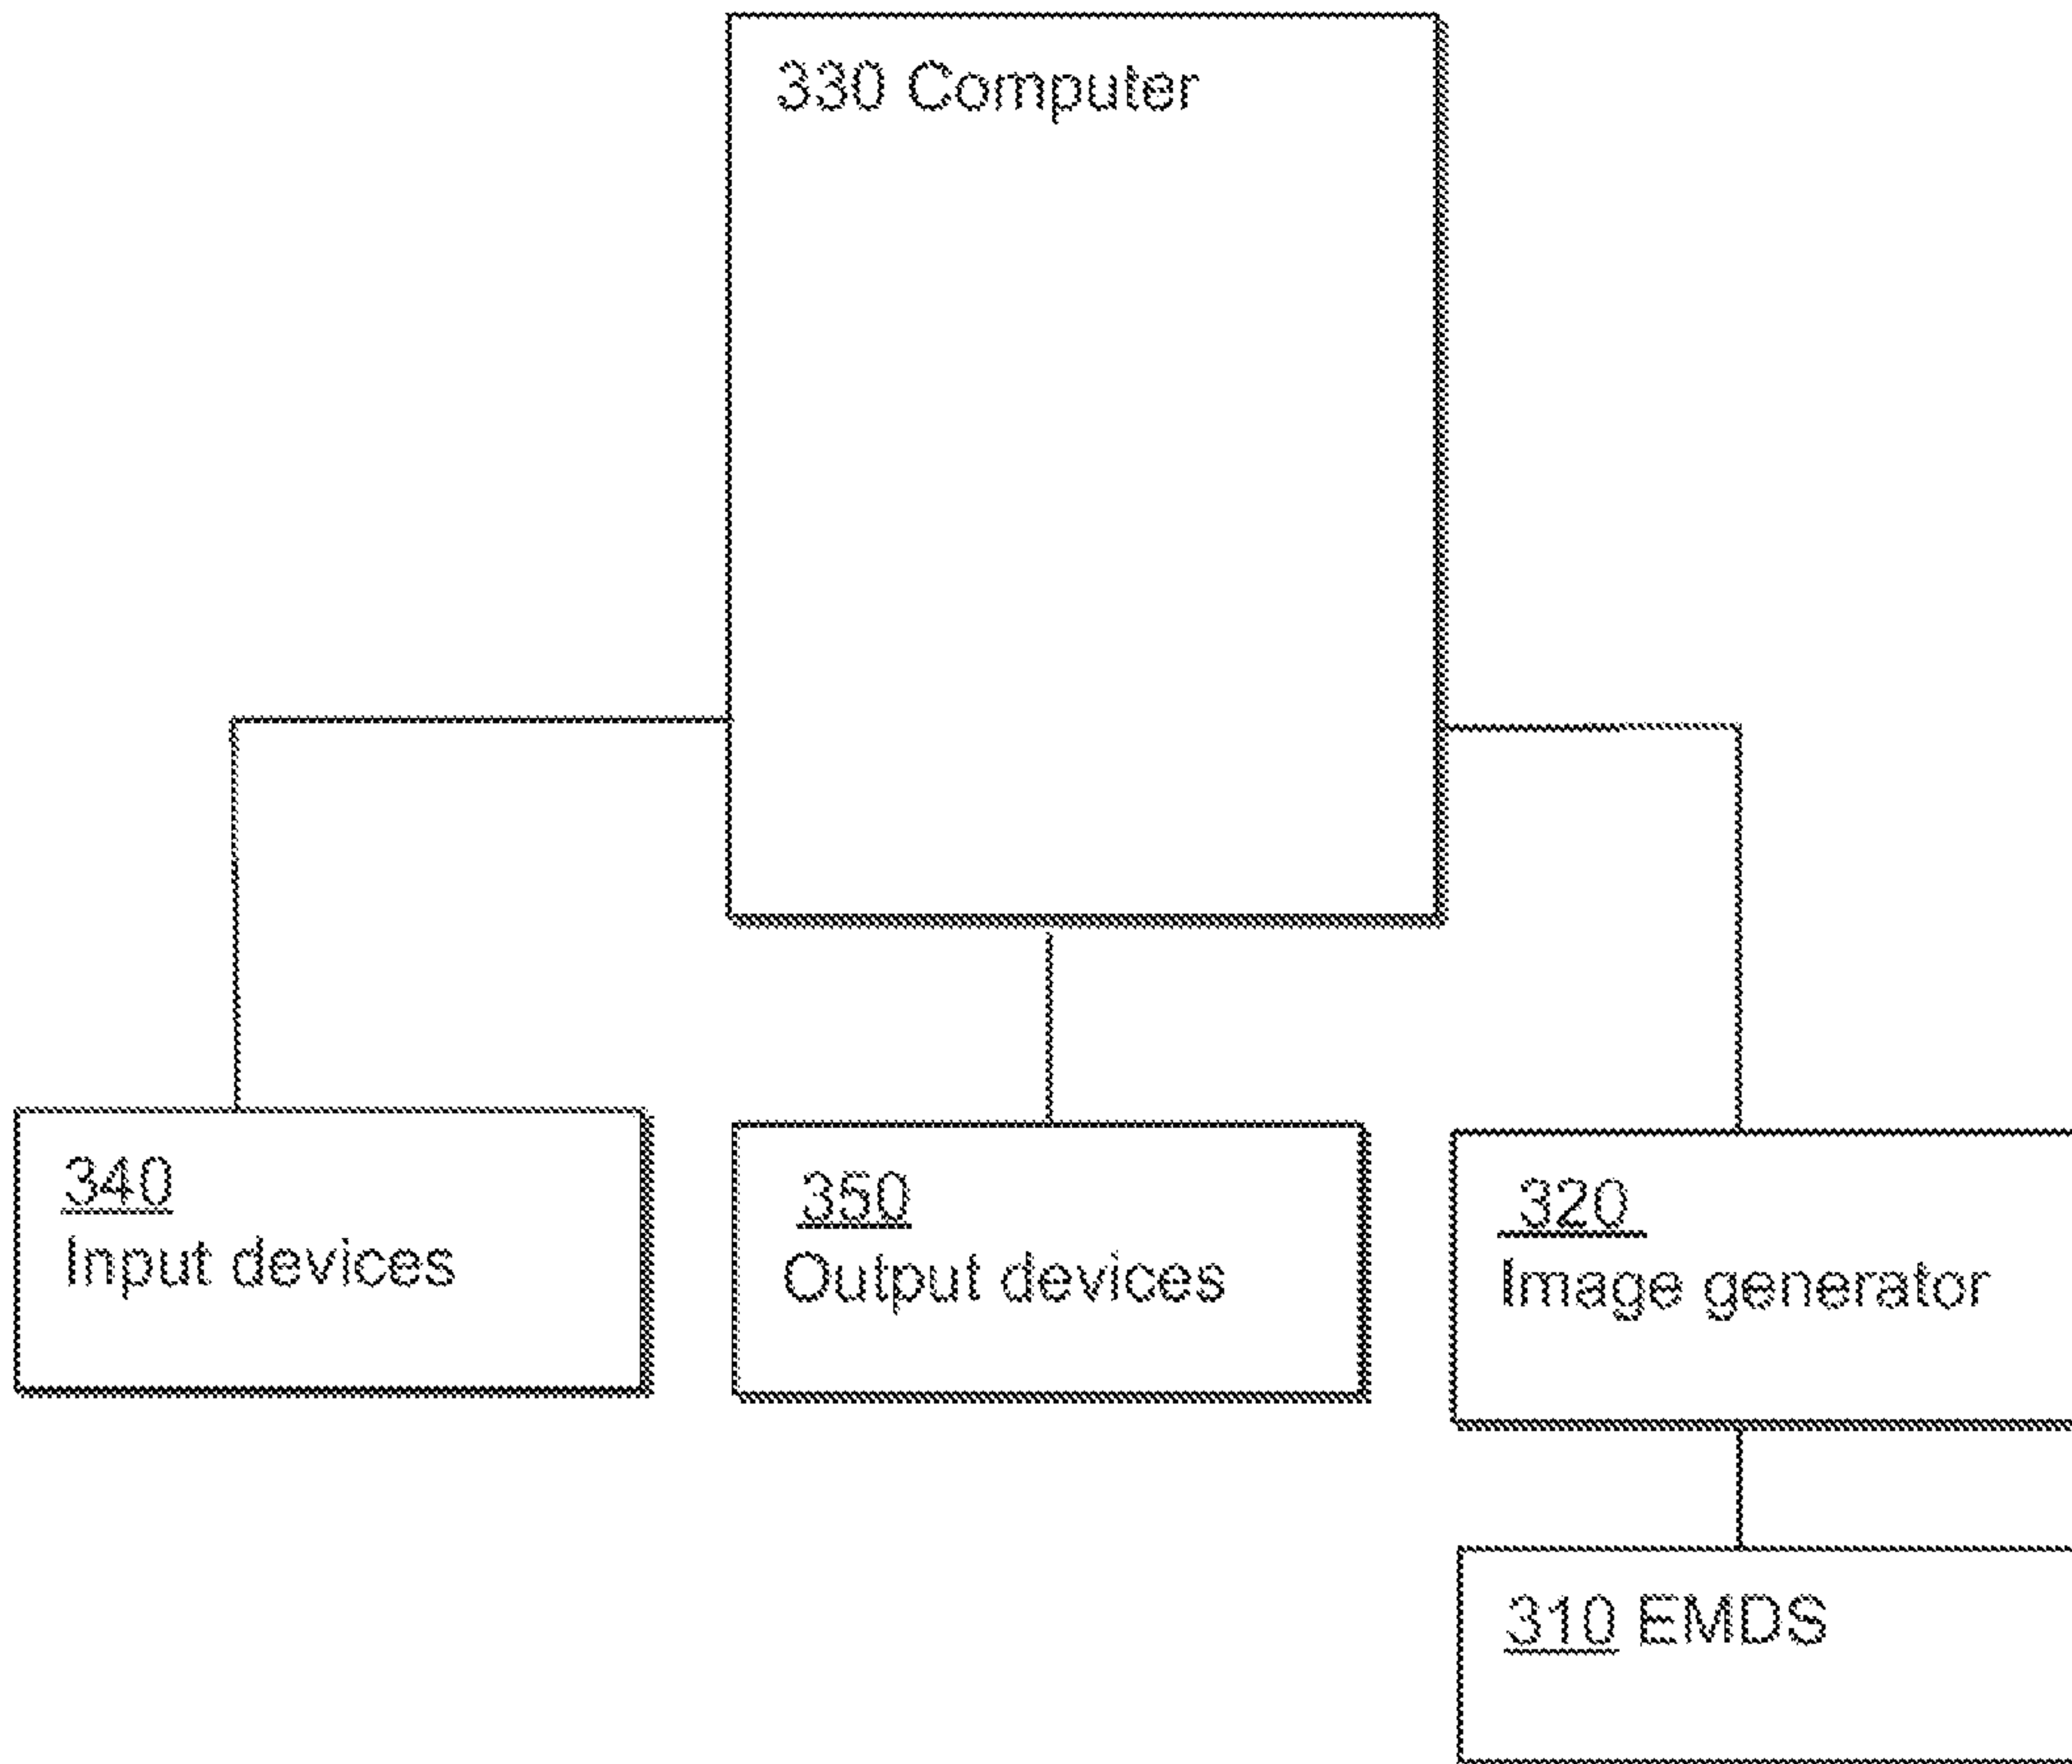 330 Computer
340
Input devices
350
Output devices
320
Image generator
310 EMDS